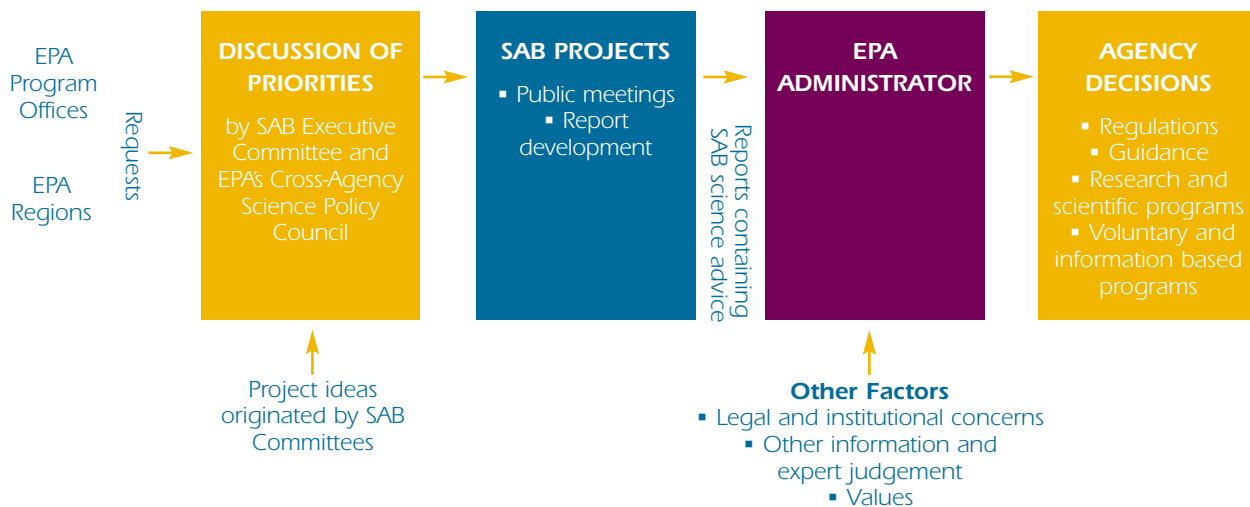 EPA
Program
Offices
EPA
Regions
Requests
DISCUSSION OF
PRIORITIES
by SAB Executive
Committee and
EPA's Cross-Agency
Science Policy
Council
Project ideas
originated by SAB
Committees
SAB PROJECTS
▪ Public meetings
▪ Report
development
Reports containing
SAB science advice
EPA
ADMINISTRATOR
Other Factors
▪ Legal and institutional concerns
▪ Other information and
expert judgement
▪ Values
AGENCY
DECISIONS
▪ Regulations
▪ Guidance
▪ Research and
scientific programs
▪ Voluntary and
information based
programs